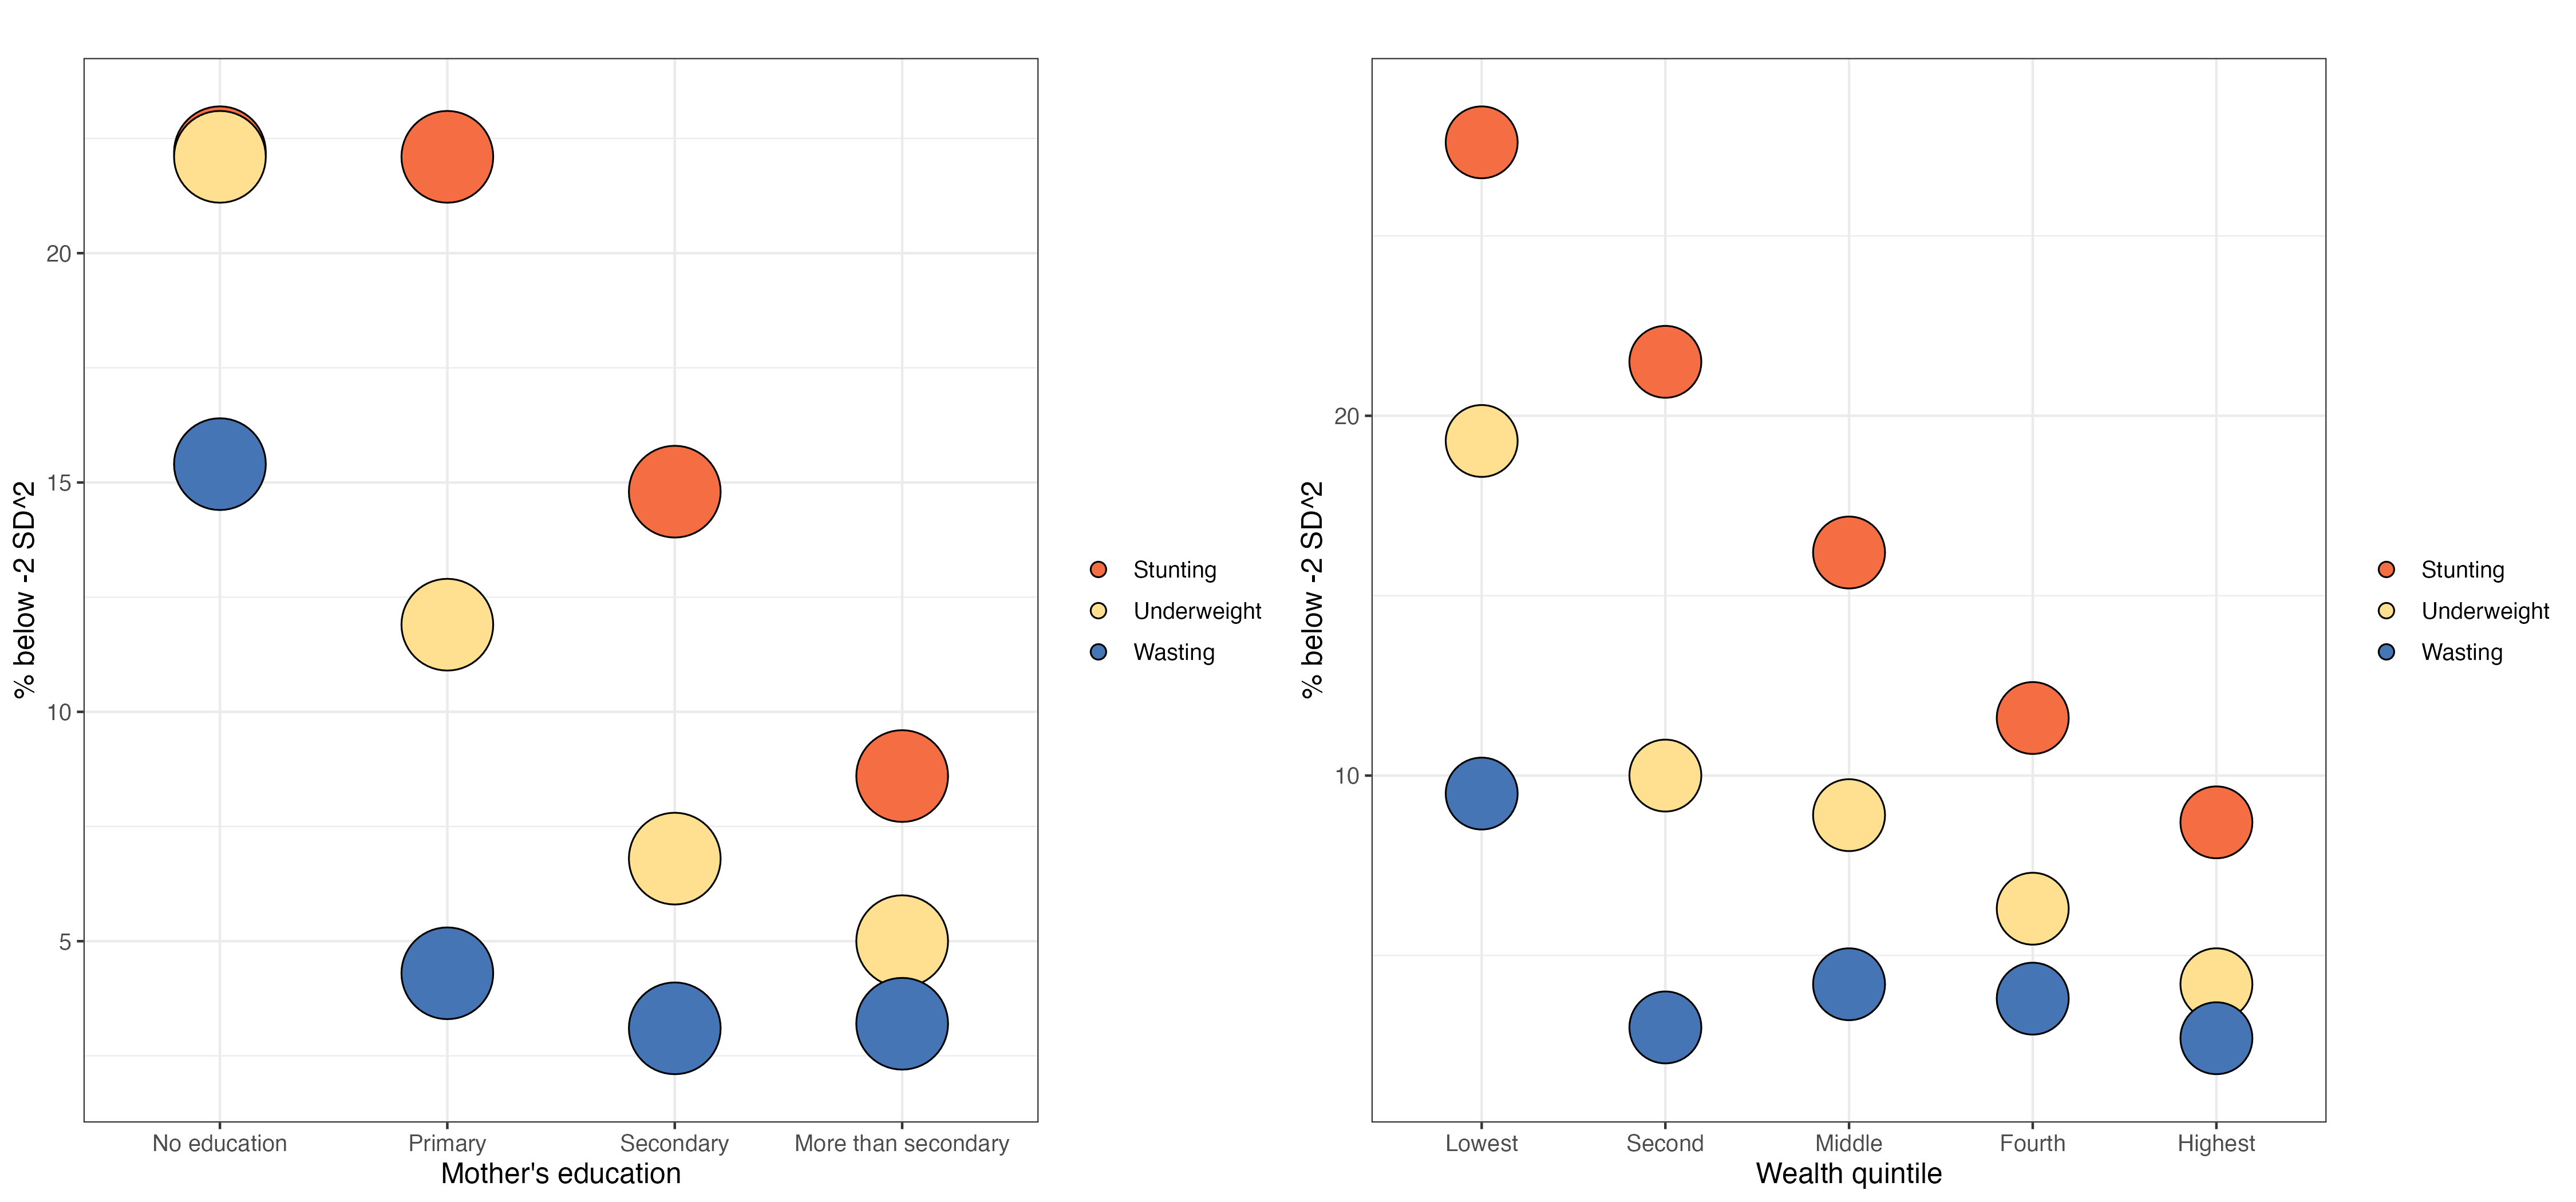 % below -2 SD^2
20
15
10
5
No education Primary Secondary More than secondary
Mother's education
Stunting
Underweight
Wasting
% below -2 SD^2
20
10
Lowest Second Middle Fourth Highest
Wealth quintile
Stunting
Underweight
Wasting